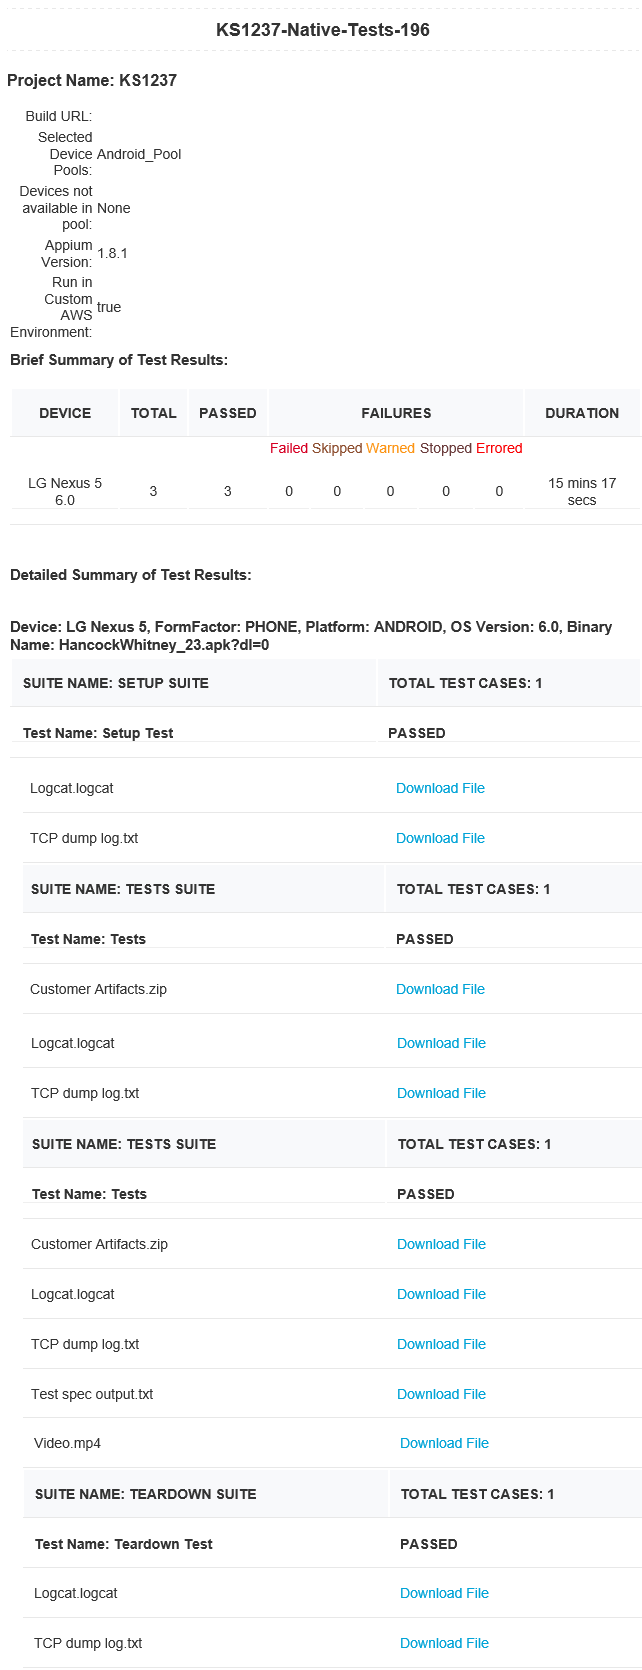 KS1237-Native-Tests-196
Project Name: KS1237
Build URL:
Selected
Device Android_Pool
Pools:
Devices not
available in None
pool:
Appium
Version: 1.8.1
Run in
Custom
AWS true
Environment:
Brief Summary of Test Results:
DEVICE TOTAL PASSED FAILURES DURATION
Failed Skipped Warned Stopped Errored
LG Nexus 5 6.0 3 3 0 0 0 0 0 15 mins 17 secs
Detailed Summary of Test Results:
Device: LG Nexus 5, FormFactor: PHONE, Platform: ANDROID, OS Version: 6.0, Binary
Name: HancockWhitney_23.apk?dl=0
SUITE NAME: SETUP SUITE TOTAL TEST CASES: 1
Test Name: Setup Test PASSED
Logcat.logcat Download File
TCP dump log.txt Download File
SUITE NAME: TESTS SUITE TOTAL TEST CASES: 1
Test Name: Tests PASSED
Customer Artifacts.zip Download File
Logcat.logcat Download File
TCP dump log.txt Download File
SUITE NAME: TESTS SUITE TOTAL TEST CASES: 1
Test Name: Tests PASSED
Customer Artifacts.zip Download File
Logcat.logcat Download File
TCP dump log.txt Download File
Test spec output.txt Download File
Video.mp4 Download File
SUITE NAME: TEARDOWN SUITE TOTAL TEST CASES: 1
Test Name: Teardown Test PASSED
Logcat.logcat Download File
TCP dump log.txt Download File